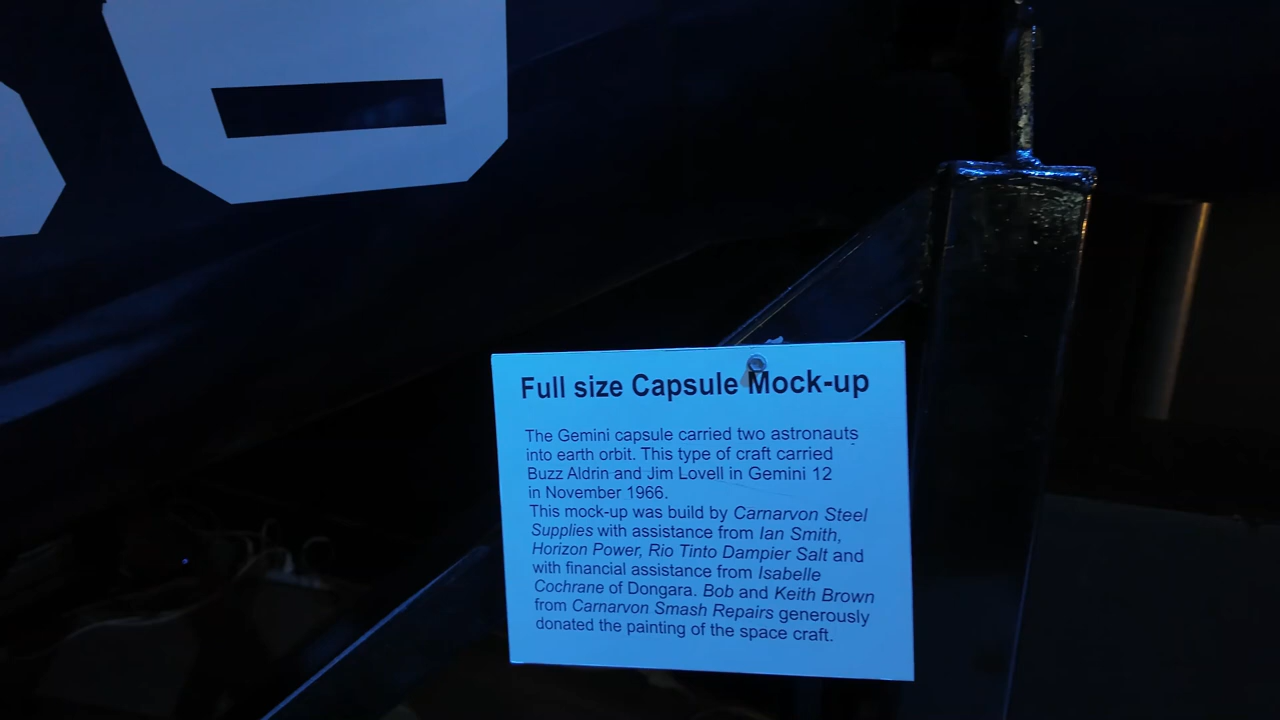 Full size Capsule Mock-up
The Gemini capsule carried two astronauts
into earth orbit. This type of craft carried
Buzz Aldrin and Jim Lovell in Gemini 12
in November 1966.
This mock-up was build by Carnarvon Steel
Supplies with assistance from Ian Smith,
Horizon Power, Rio Tinto Dampier Salt and
with financial assistance from Isabelle
Cochrane of Dongara. Bob and Keith Brown
from Carnarvon Smash Repairs generously
donated the painting of the space craft.